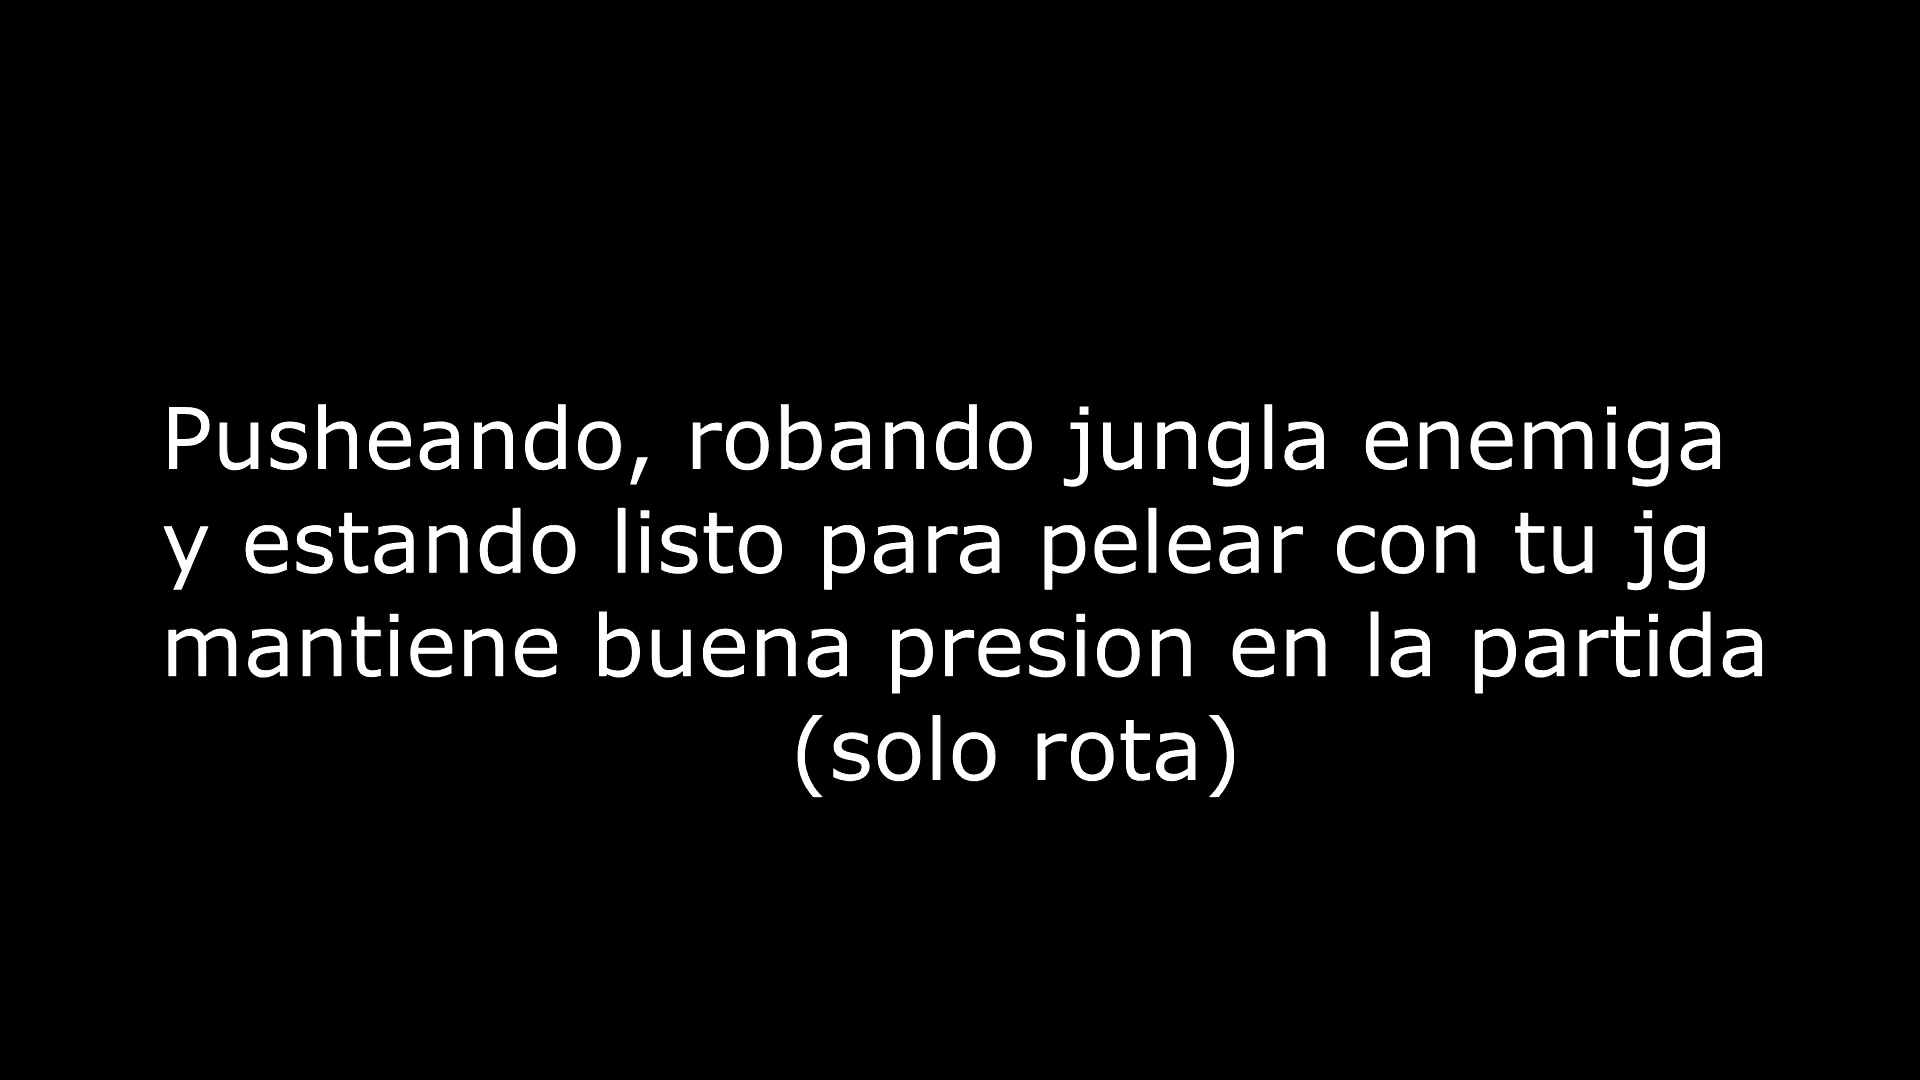 Pusheando, robando jungla enemiga
y estando listo para pelear con tu jg
mantiene buena presion en la partida
(solo rota)